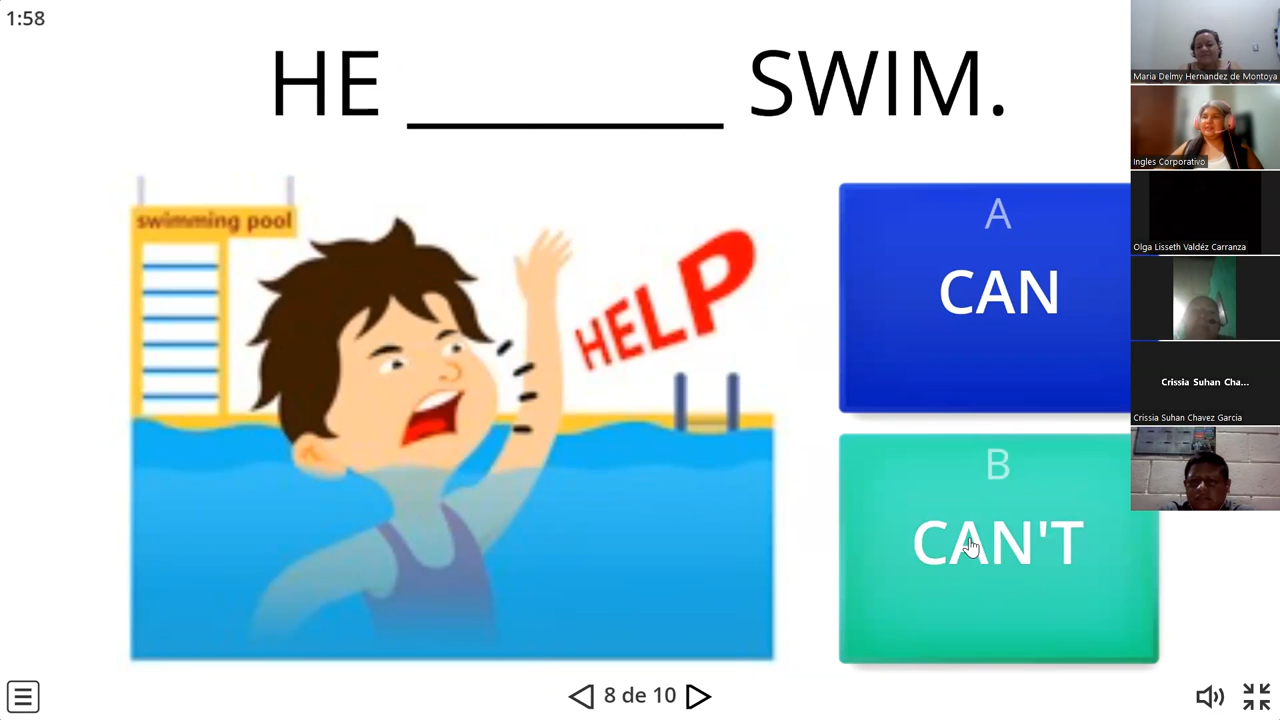 1:58
HE ________ SWIM.
swimming pool
HELP
A
CAN
B
CAN'T
8 de 10
Maria Delmy Hernandez de Montoya
Ingles Corporativo
Olga Lisseth Valdéz Carranza
Crissia Suhan Cha...
Crissia Suhan Chavez Garcia